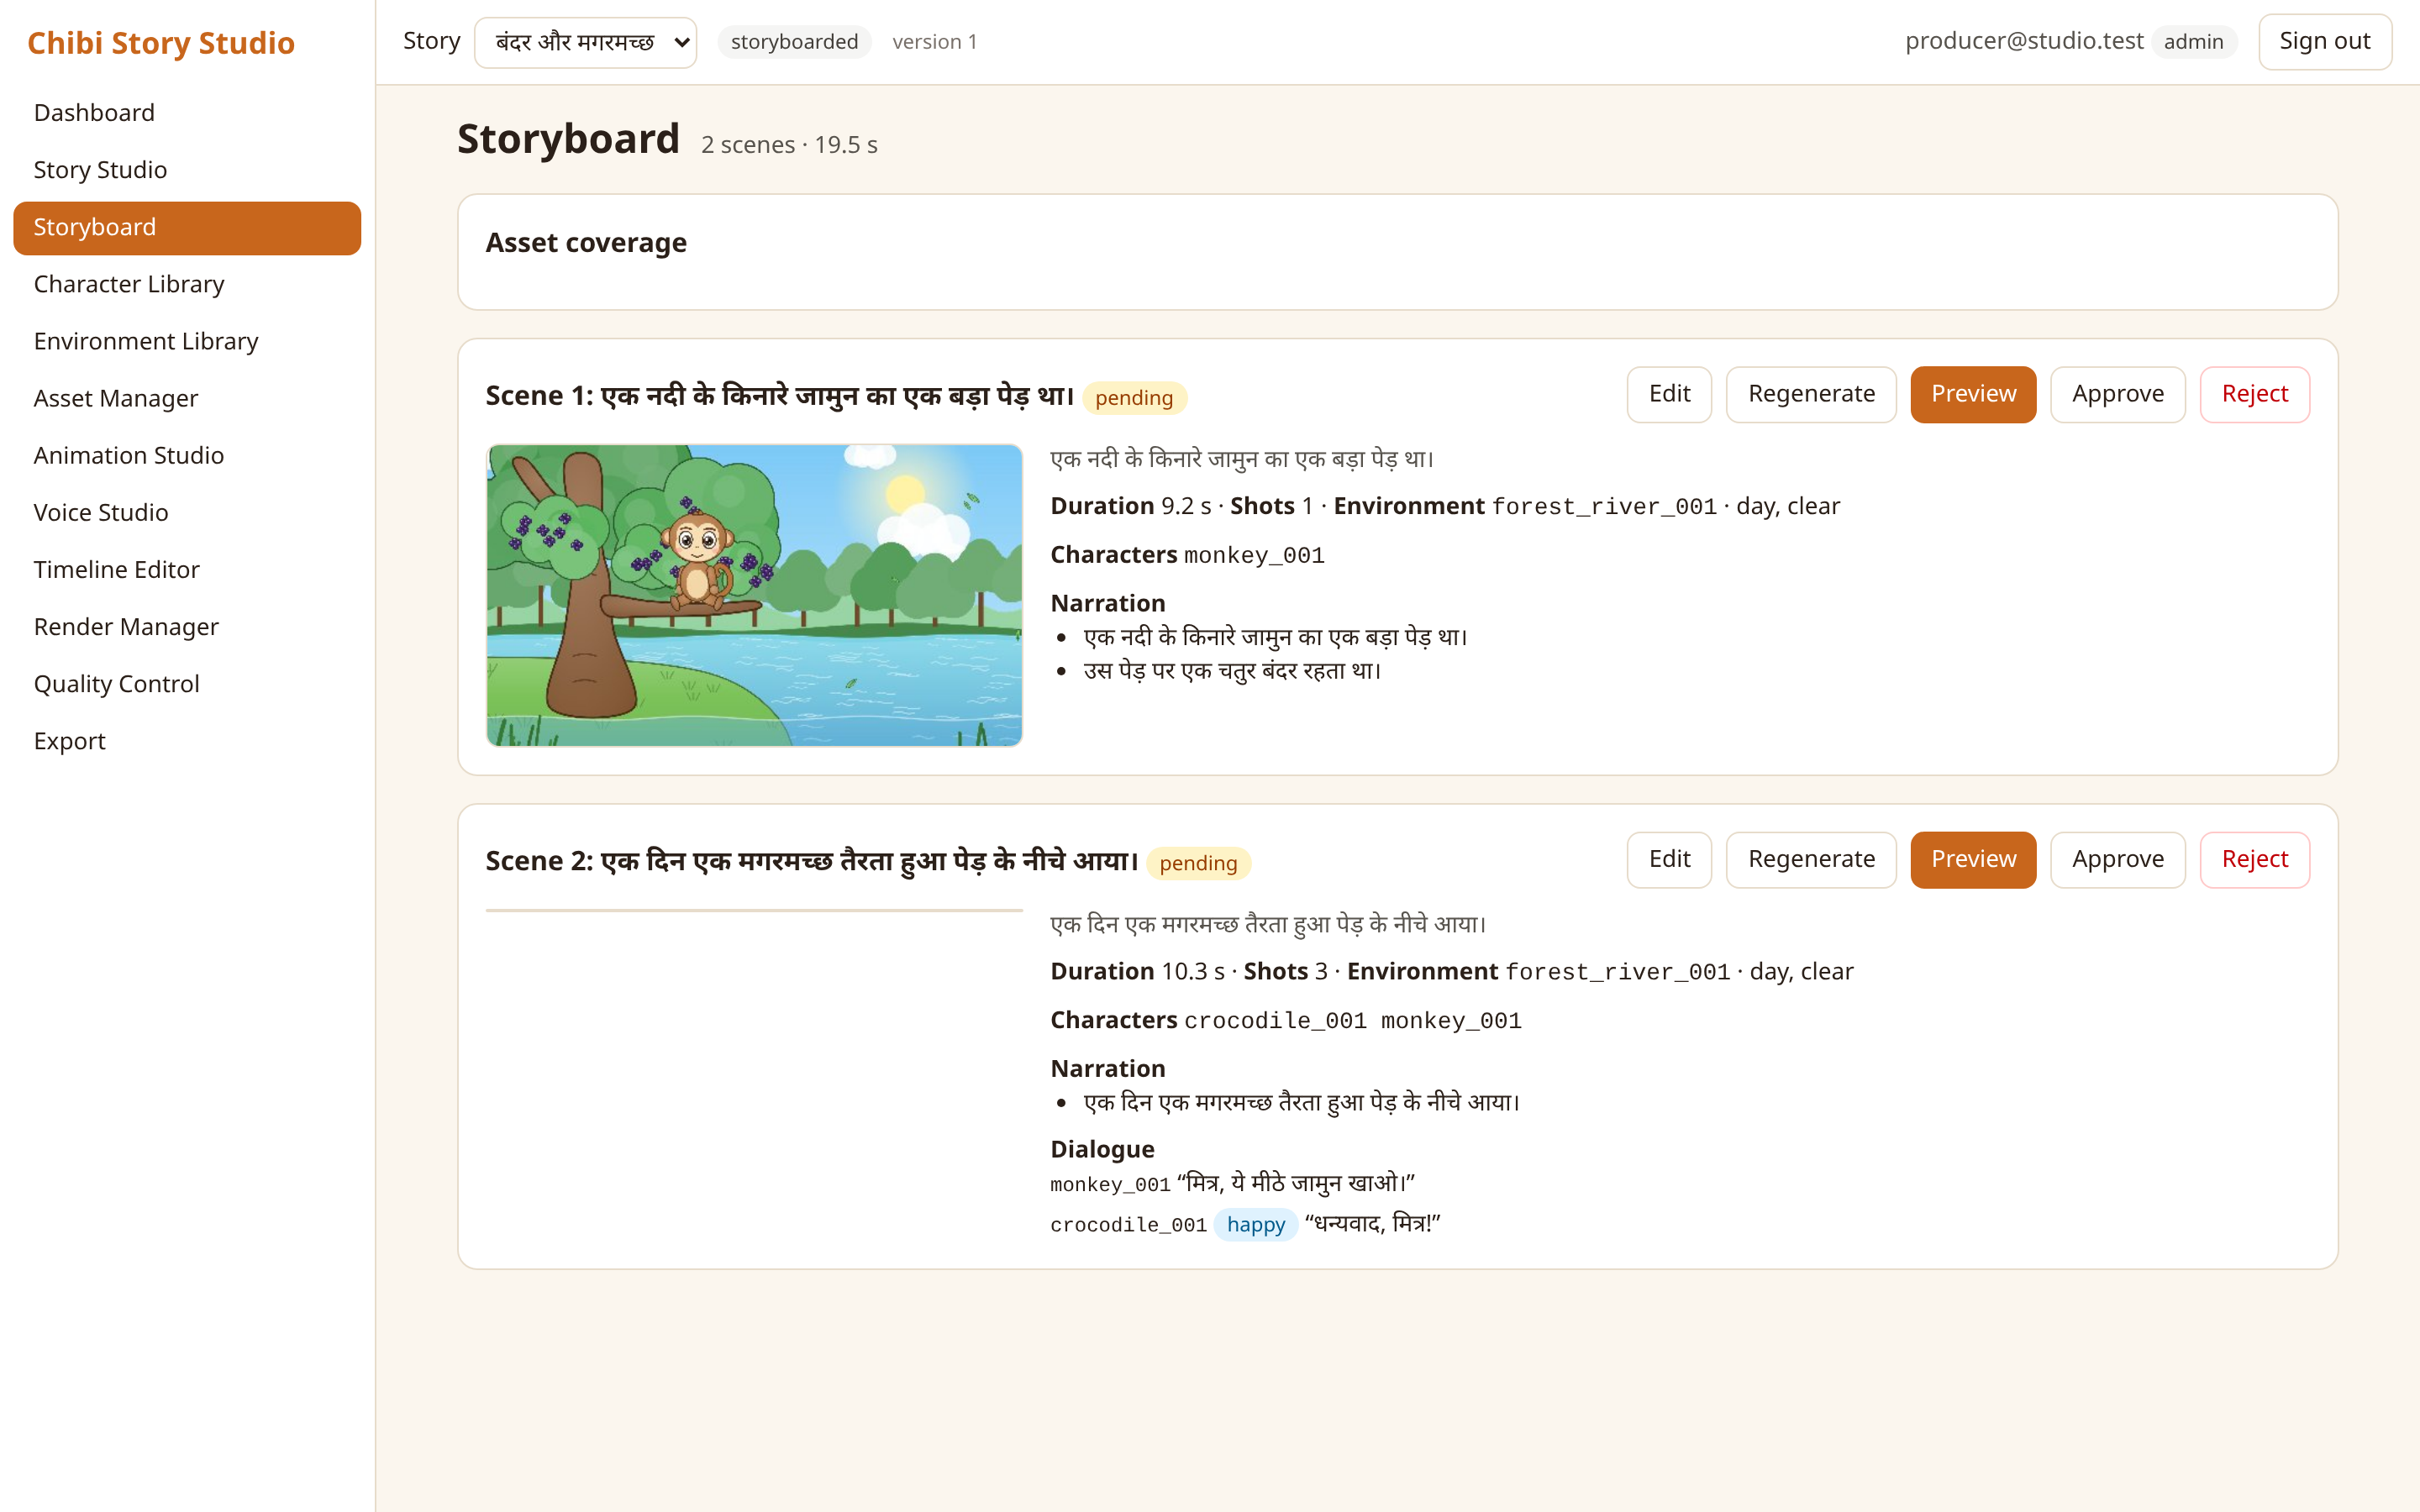 Chibi Story Studio
Dashboard
Story Studio
Storyboard
Character Library
Environment Library
Asset Manager
Animation Studio
Voice Studio
Timeline Editor
Render Manager
Quality Control
Export
Story बंदर और मगरमच्छ storyboarded version 1 producer@studio.test admin Sign out
Storyboard 2 scenes · 19.5 s
Asset coverage
Scene 1: एक नदी के किनारे जामुन का एक बड़ा पेड़ था। pending Edit Regenerate Preview Approve Reject
एक नदी के किनारे जामुन का एक बड़ा पेड़ था।
Duration 9.2 s · Shots 1 · Environment forest_river_001 · day, clear
Characters monkey_001
Narration
• एक नदी के किनारे जामुन का एक बड़ा पेड़ था।
• उस पेड़ पर एक चतुर बंदर रहता था।
Scene 2: एक दिन एक मगरमच्छ तैरता हुआ पेड़ के नीचे आया। pending Edit Regenerate Preview Approve Reject
एक दिन एक मगरमच्छ तैरता हुआ पेड़ के नीचे आया।
Duration 10.3 s · Shots 3 · Environment forest_river_001 · day, clear
Characters crocodile_001 monkey_001
Narration
• एक दिन एक मगरमच्छ तैरता हुआ पेड़ के नीचे आया।
Dialogue
monkey_001 “मित्र, ये मीठे जामुन खाओ।”
crocodile_001 happy “धन्यवाद, मित्र!”